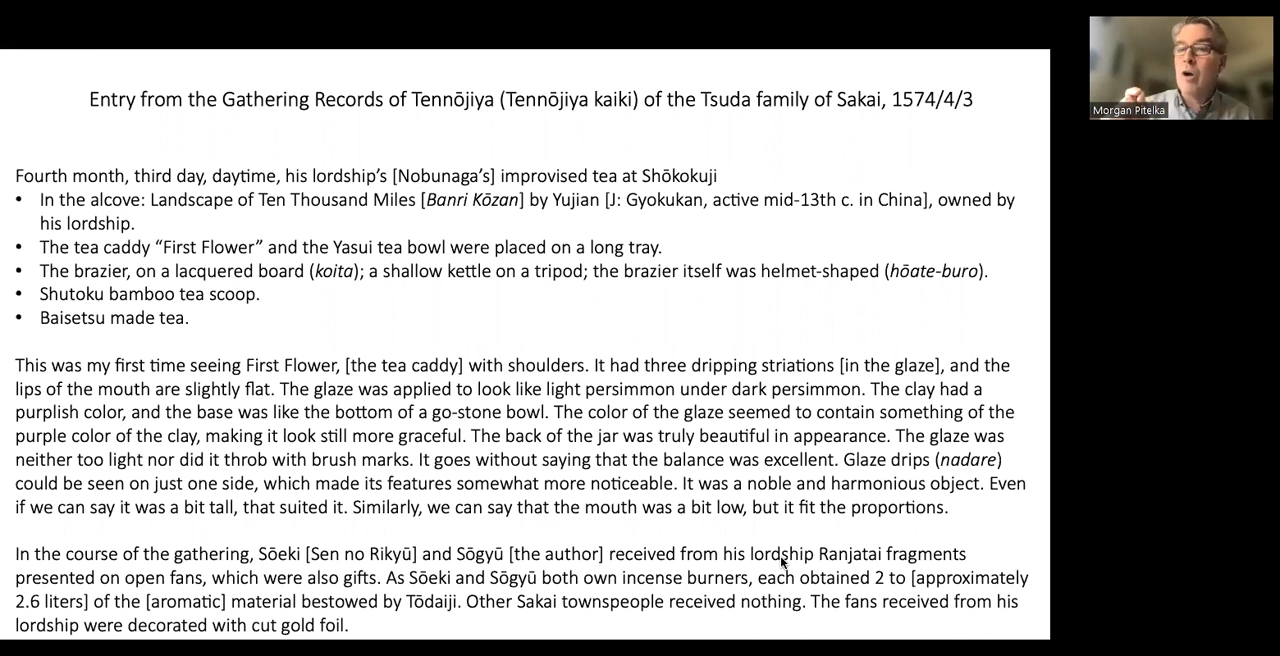 Entry from the Gathering Records of Tennōjiya (Tennōjiya kaiki) of the Tsuda family of Sakai, 1574/4/3
Fourth month, third day, daytime, his lordship's [Nobunaga's] improvised tea at Shōkokuji
• In the alcove: Landscape of Ten Thousand Miles [Banri Kōzan] by Yujian [J: Gyokukan, active mid-13th c. in China], owned by
his lordship.
• The tea caddy “First Flower” and the Yasui tea bowl were placed on a long tray.
• The brazier, on a lacquered board (koita); a shallow kettle on a tripod; the brazier itself was helmet-shaped (hōate-buro).
• Shutoku bamboo tea scoop.
• Baisetsu made tea.
This was my first time seeing First Flower, [the tea caddy] with shoulders. It had three dripping striations [in the glaze], and the
lips of the mouth are slightly flat. The glaze was applied to look like light persimmon under dark persimmon. The clay had a
purplish color, and the base was like the bottom of a go-stone bowl. The color of the glaze seemed to contain something of the
purple color of the clay, making it look still more graceful. The back of the jar was truly beautiful in appearance. The glaze was
neither too light nor did it throb with brush marks. It goes without saying that the balance was excellent. Glaze drips (nadare)
could be seen on just one side, which made its features somewhat more noticeable. It was a noble and harmonious object. Even
if we can say it was a bit tall, that suited it. Similarly, we can say that the mouth was a bit low, but it fit the proportions.
In the course of the gathering, Sōeki [Sen no Rikyū] and Sōgyū [the author] received from his lordship Ranjatai fragments
presented on open fans, which were also gifts. As Sōeki and Sōgyū both own incense burners, each obtained 2 to [approximately
2.6 liters] of the [aromatic] material bestowed by Tōdaiji. Other Sakai townspeople received nothing. The fans received from his
lordship were decorated with cut gold foil.
Morgan Pitelka